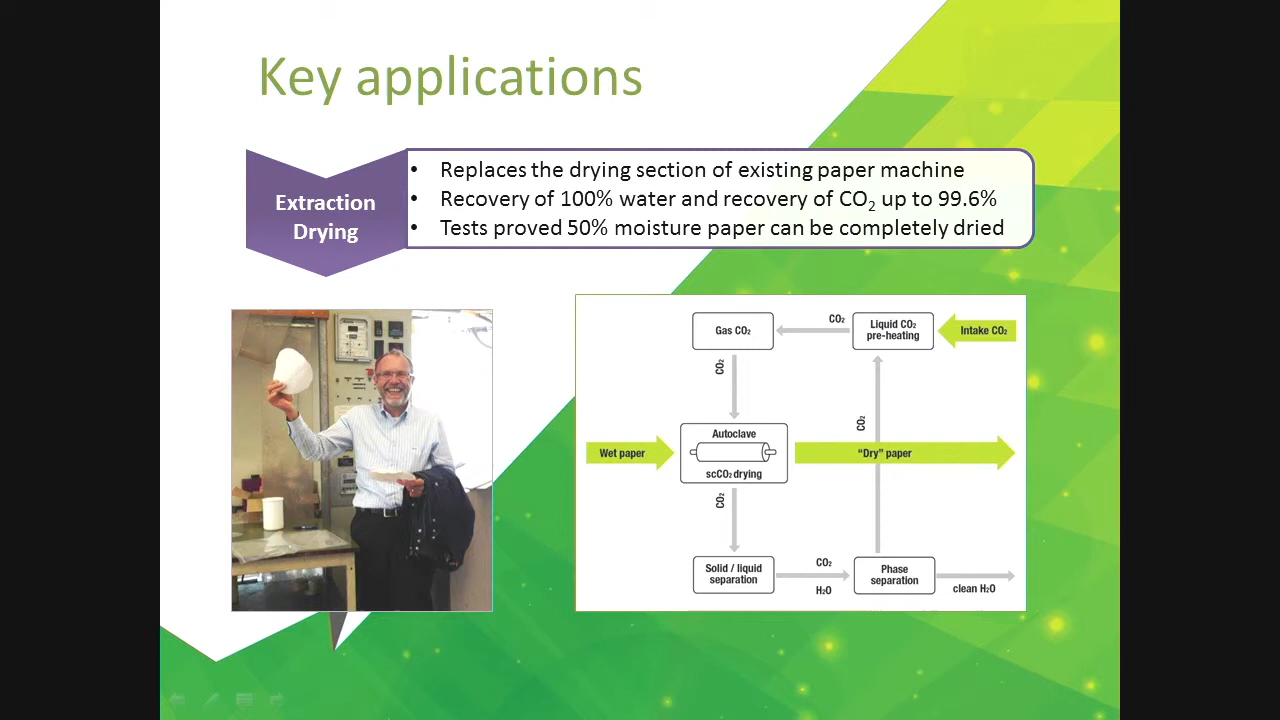 Key applications
Extraction
Drying
• Replaces the drying section of existing paper machine
• Recovery of 100% water and recovery of CO₂ up to 99.6%
• Tests proved 50% moisture paper can be completely dried
Gas CO₂
CO₂
Liquid CO₂
pre-heating
Intake CO₂
CO₂
CO₂
Wet paper
Autoclave
scCO₂ drying
"Dry" paper
CO₂
Solid / liquid
separation
CO₂
H₂O
Phase
separation
clean H₂O